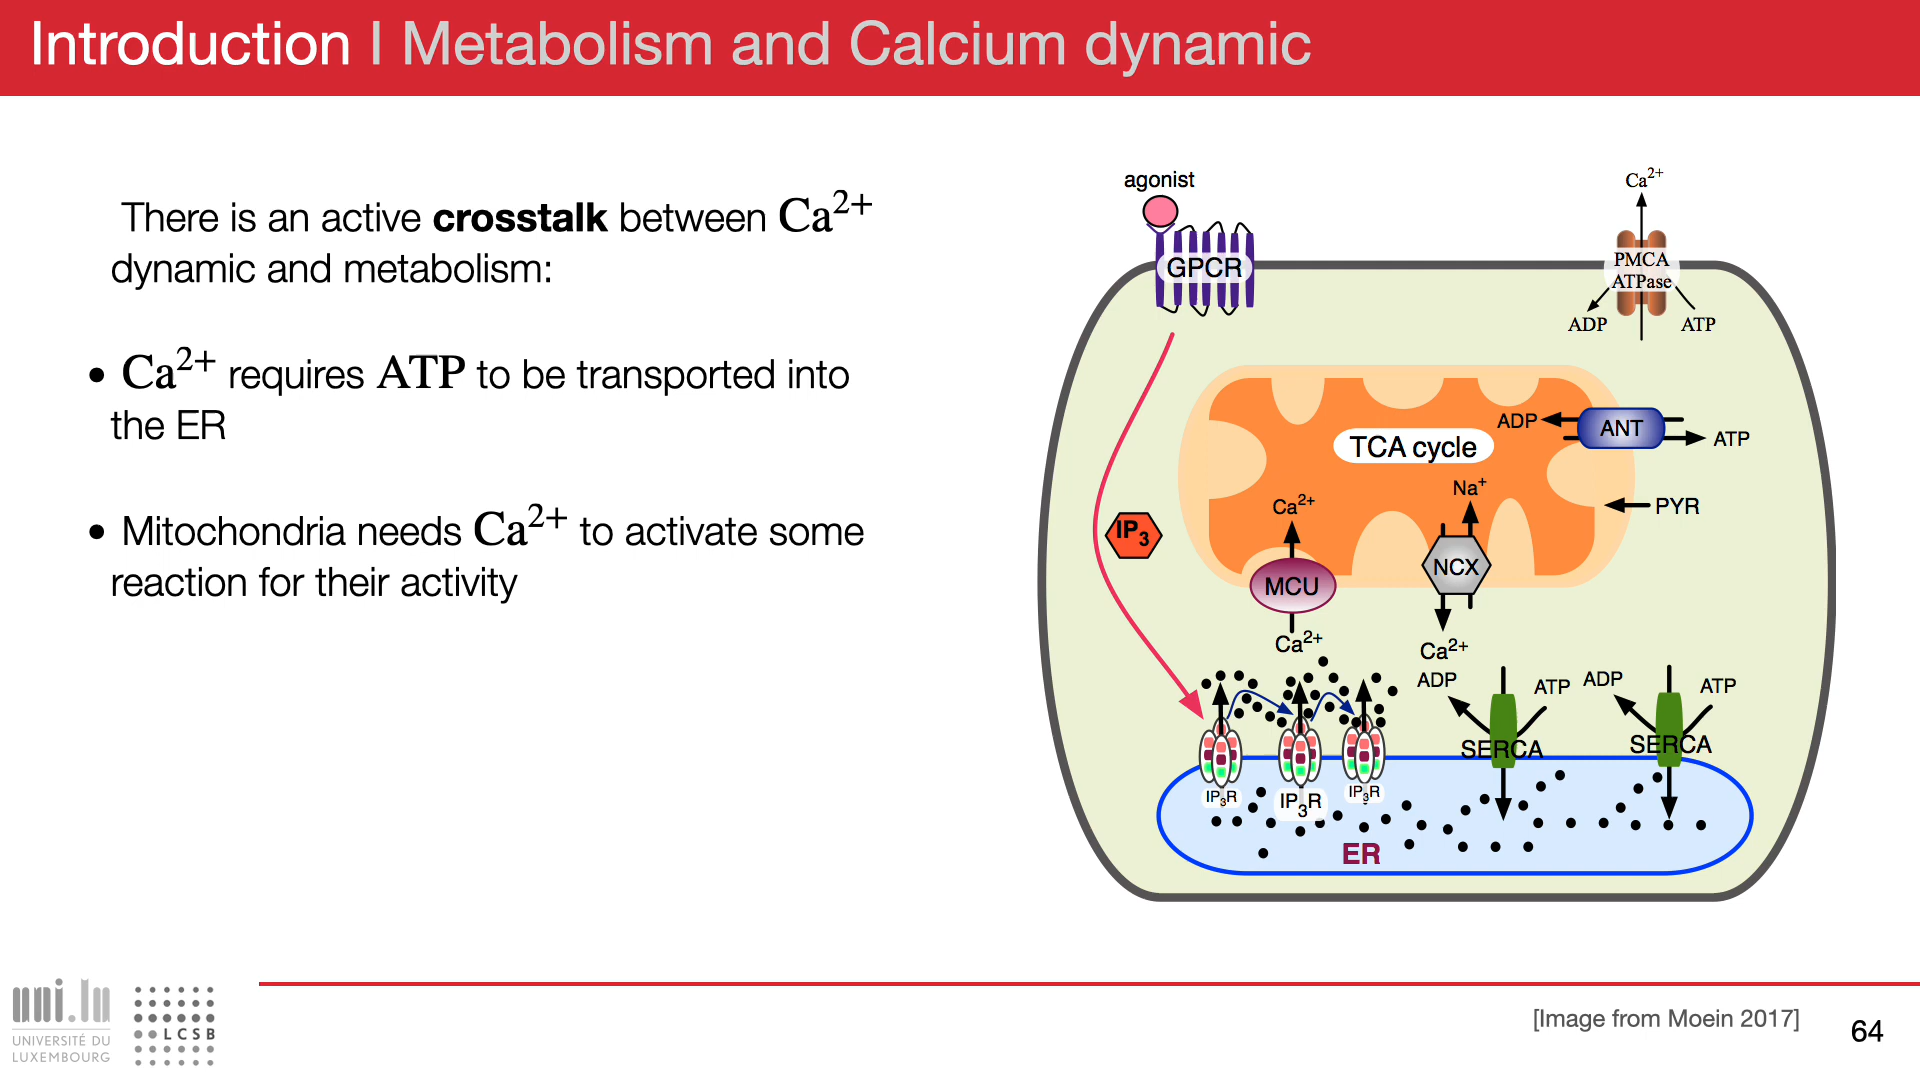 Introduction | Metabolism and Calcium dynamic
There is an active crosstalk between Ca²⁺
dynamic and metabolism:
• Ca²⁺ requires ATP to be transported into
the ER
• Mitochondria needs Ca²⁺ to activate some
reaction for their activity
agonist
GPCR
Ca²⁺
PMCA
ATPase
ADP
ATP
TCA cycle
ADP
ANT
ATP
PYR
Ca²⁺
Na⁺
IP₃
MCU
NCX
Ca²⁺
Ca²⁺
ADP
ATP
ADP
ATP
SERCA
SERCA
IP₃R
IP₃R
IP₃R
ER
uni.lu
UNIVERSITÉ DU
LUXEMBOURG
LCSB
[Image from Moein 2017]
64